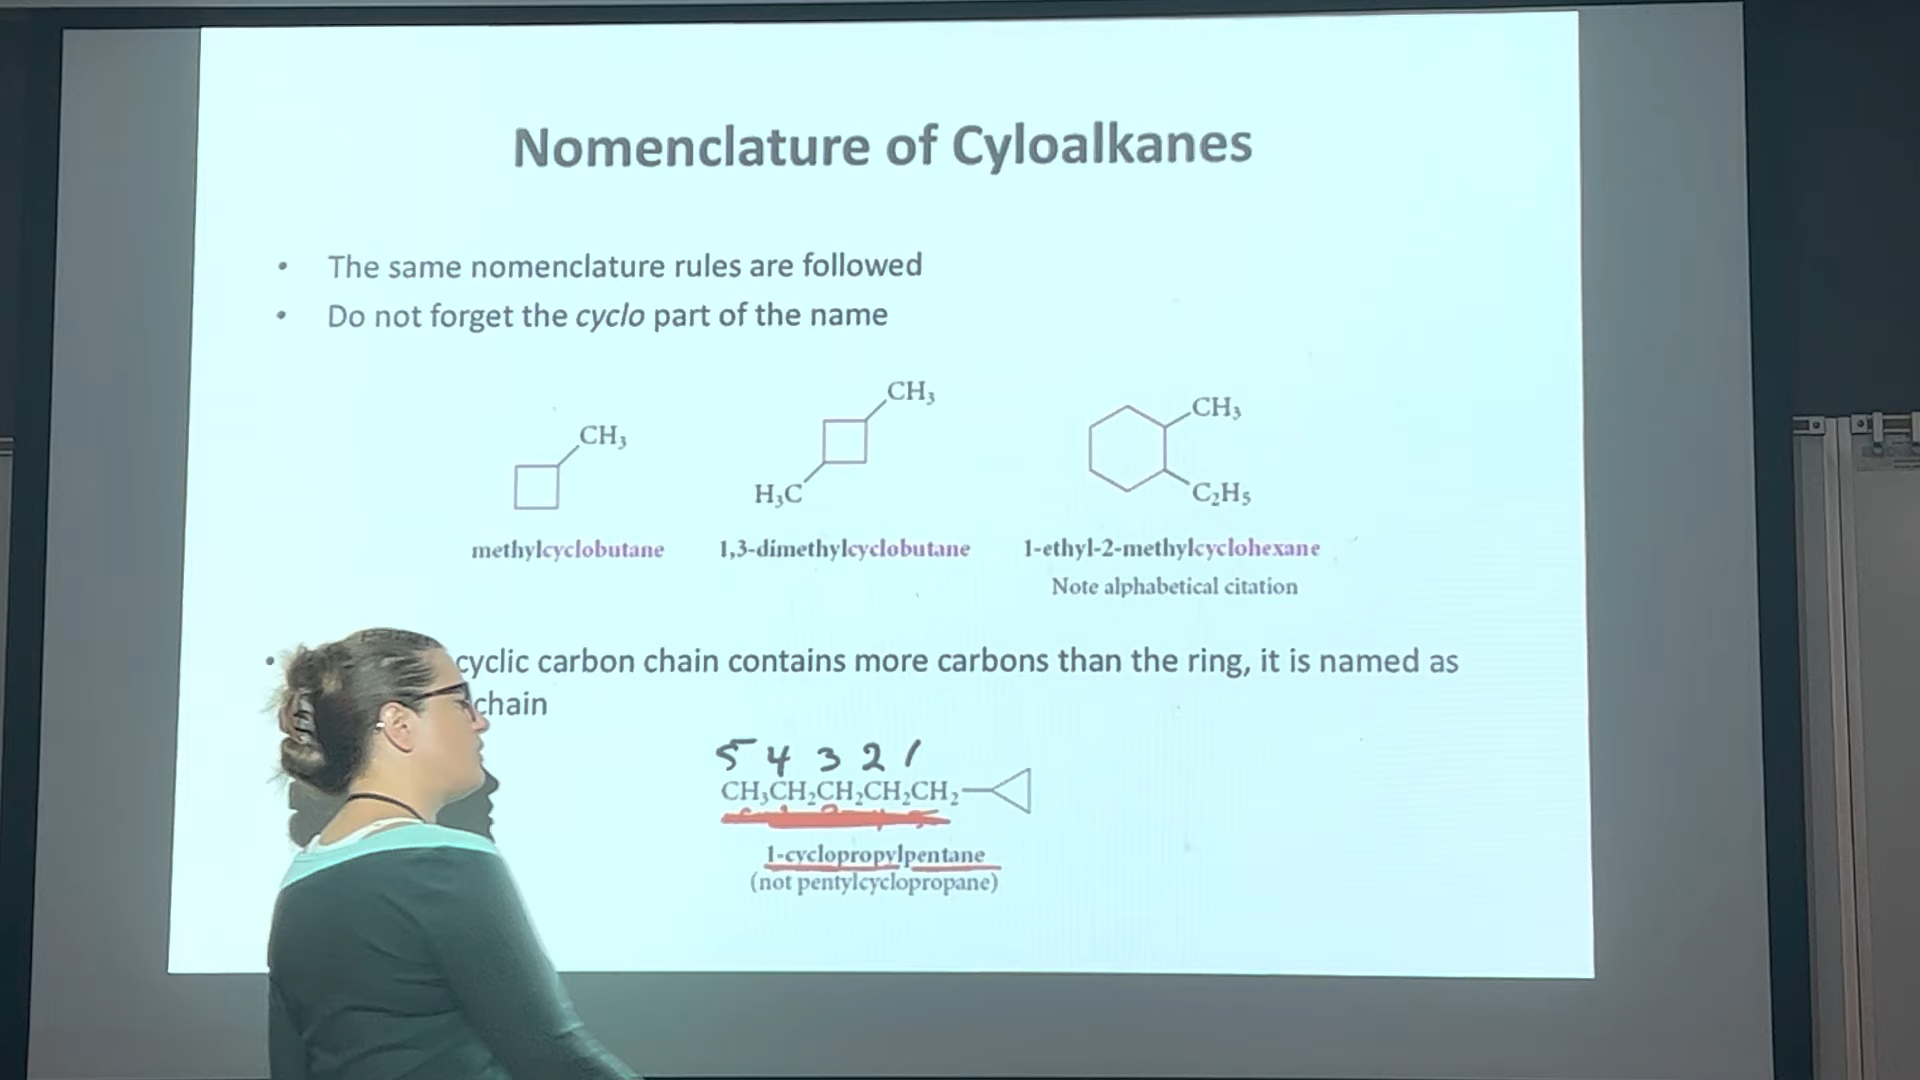 Nomenclature of Cyloalkanes
• The same nomenclature rules are followed
• Do not forget the cyclo part of the name
CH₃
methylcyclobutane
CH₃
H₃C
1,3-dimethylcyclobutane
CH₃
C₂H₅
1-ethyl-2-methylcyclohexane
Note alphabetical citation
• cyclic carbon chain contains more carbons than the ring, it is named as
chain
5 4 3 2 1
CH₃CH₂CH₂CH₂CH₂
1-cyclopropylpentane
(not pentylcyclopropane)